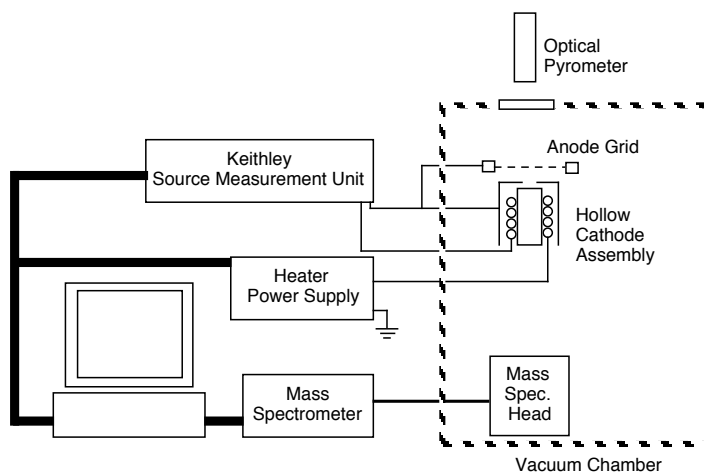 Optical
Pyrometer
Keithley
Source Measurement Unit
Anode Grid
Hollow
Cathode
Assembly
Heater
Power Supply
Mass
Spectrometer
Mass
Spec.
Head
Vacuum Chamber